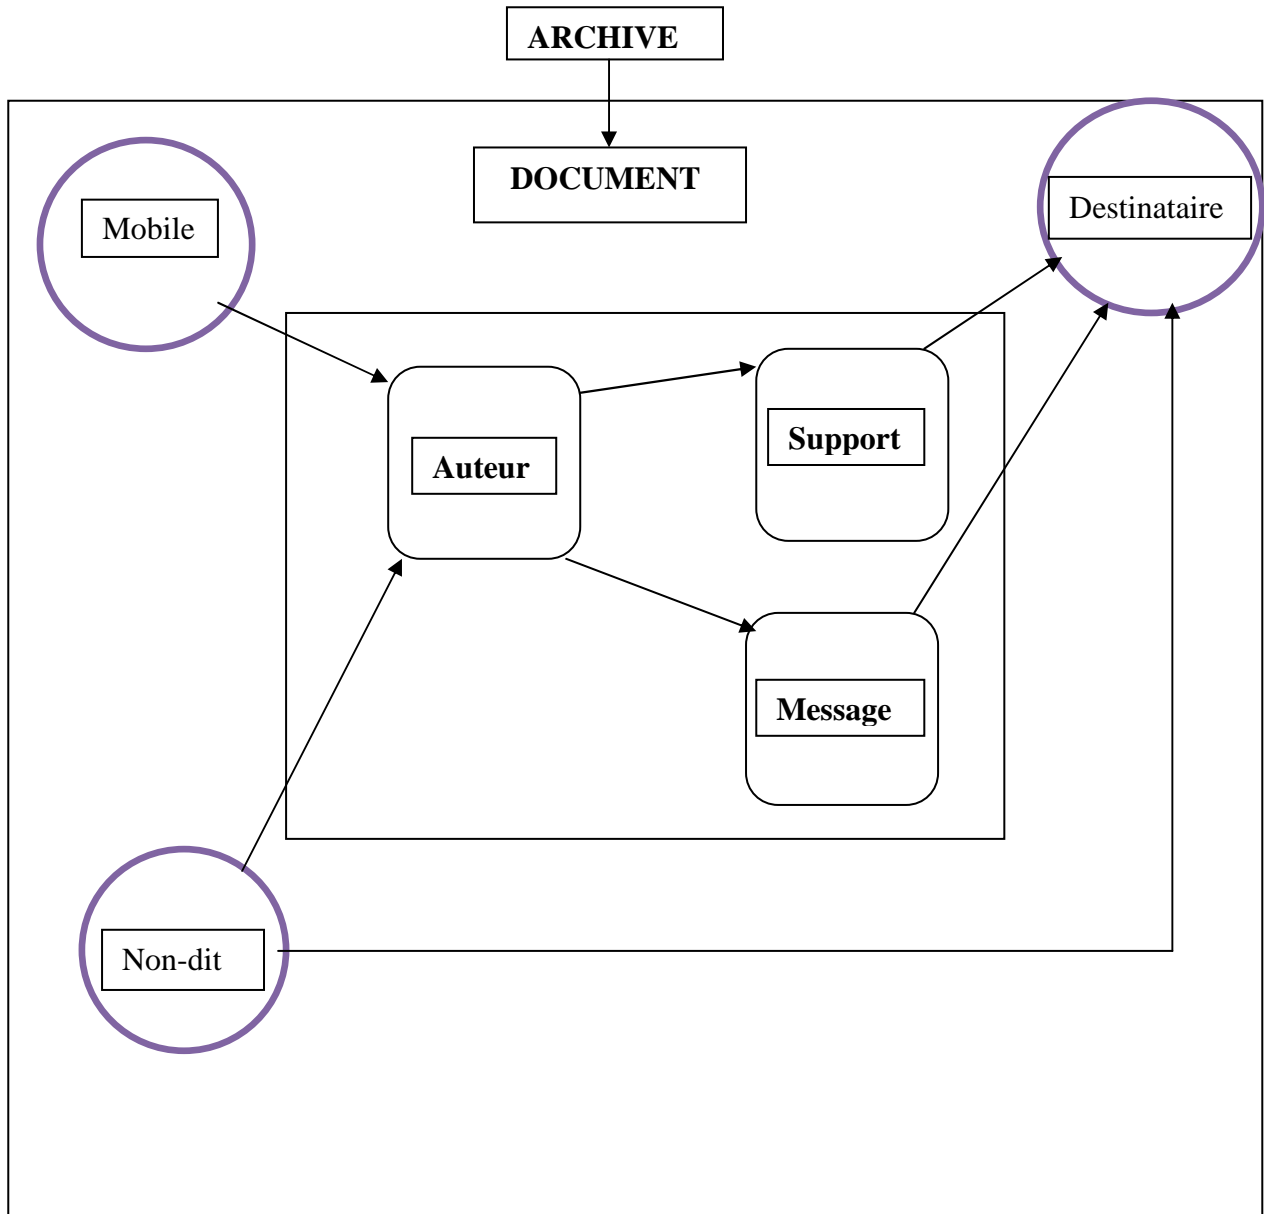 ARCHIVE
DOCUMENT
Mobile
Destinataire
Support
Auteur
Message
Non-dit